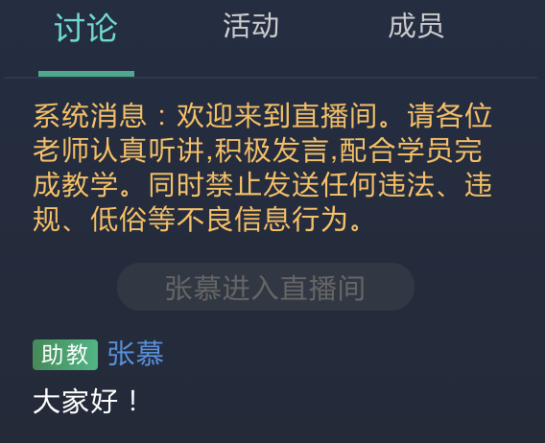 讨论 活动 成员
系统消息：欢迎来到直播间。请各位
老师认真听讲,积极发言,配合学员完
成教学。同时禁止发送任何违法、违
规、低俗等不良信息行为。
张慕进入直播间
助教 张慕
大家好！